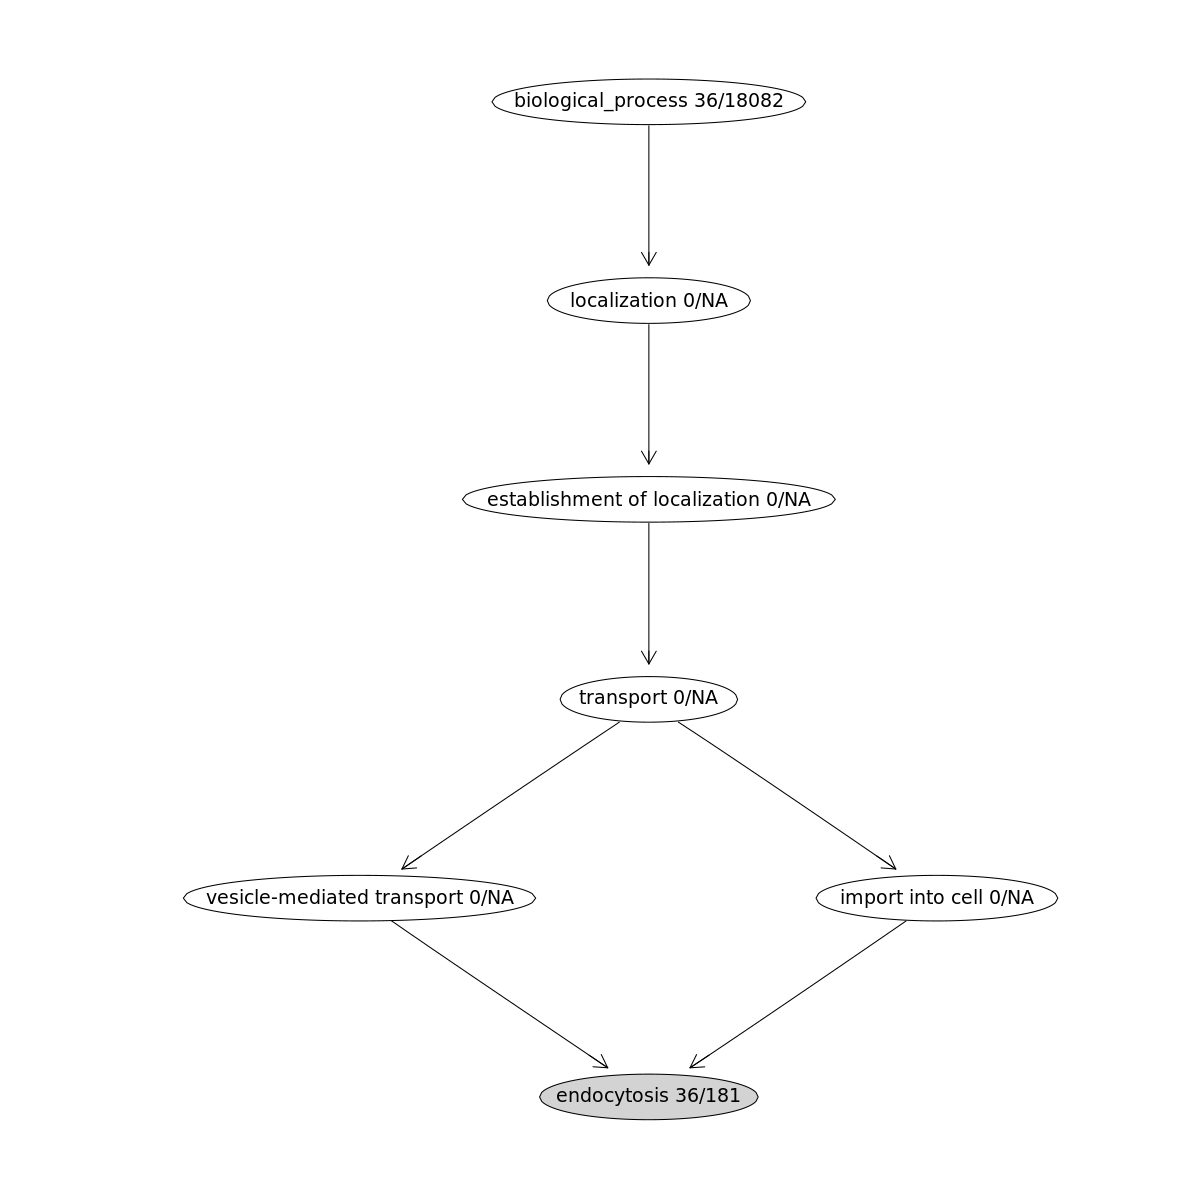 biological_process 36/18082
localization 0/NA
establishment of localization 0/NA
transport 0/NA
vesicle-mediated transport 0/NA
import into cell 0/NA
endocytosis 36/181